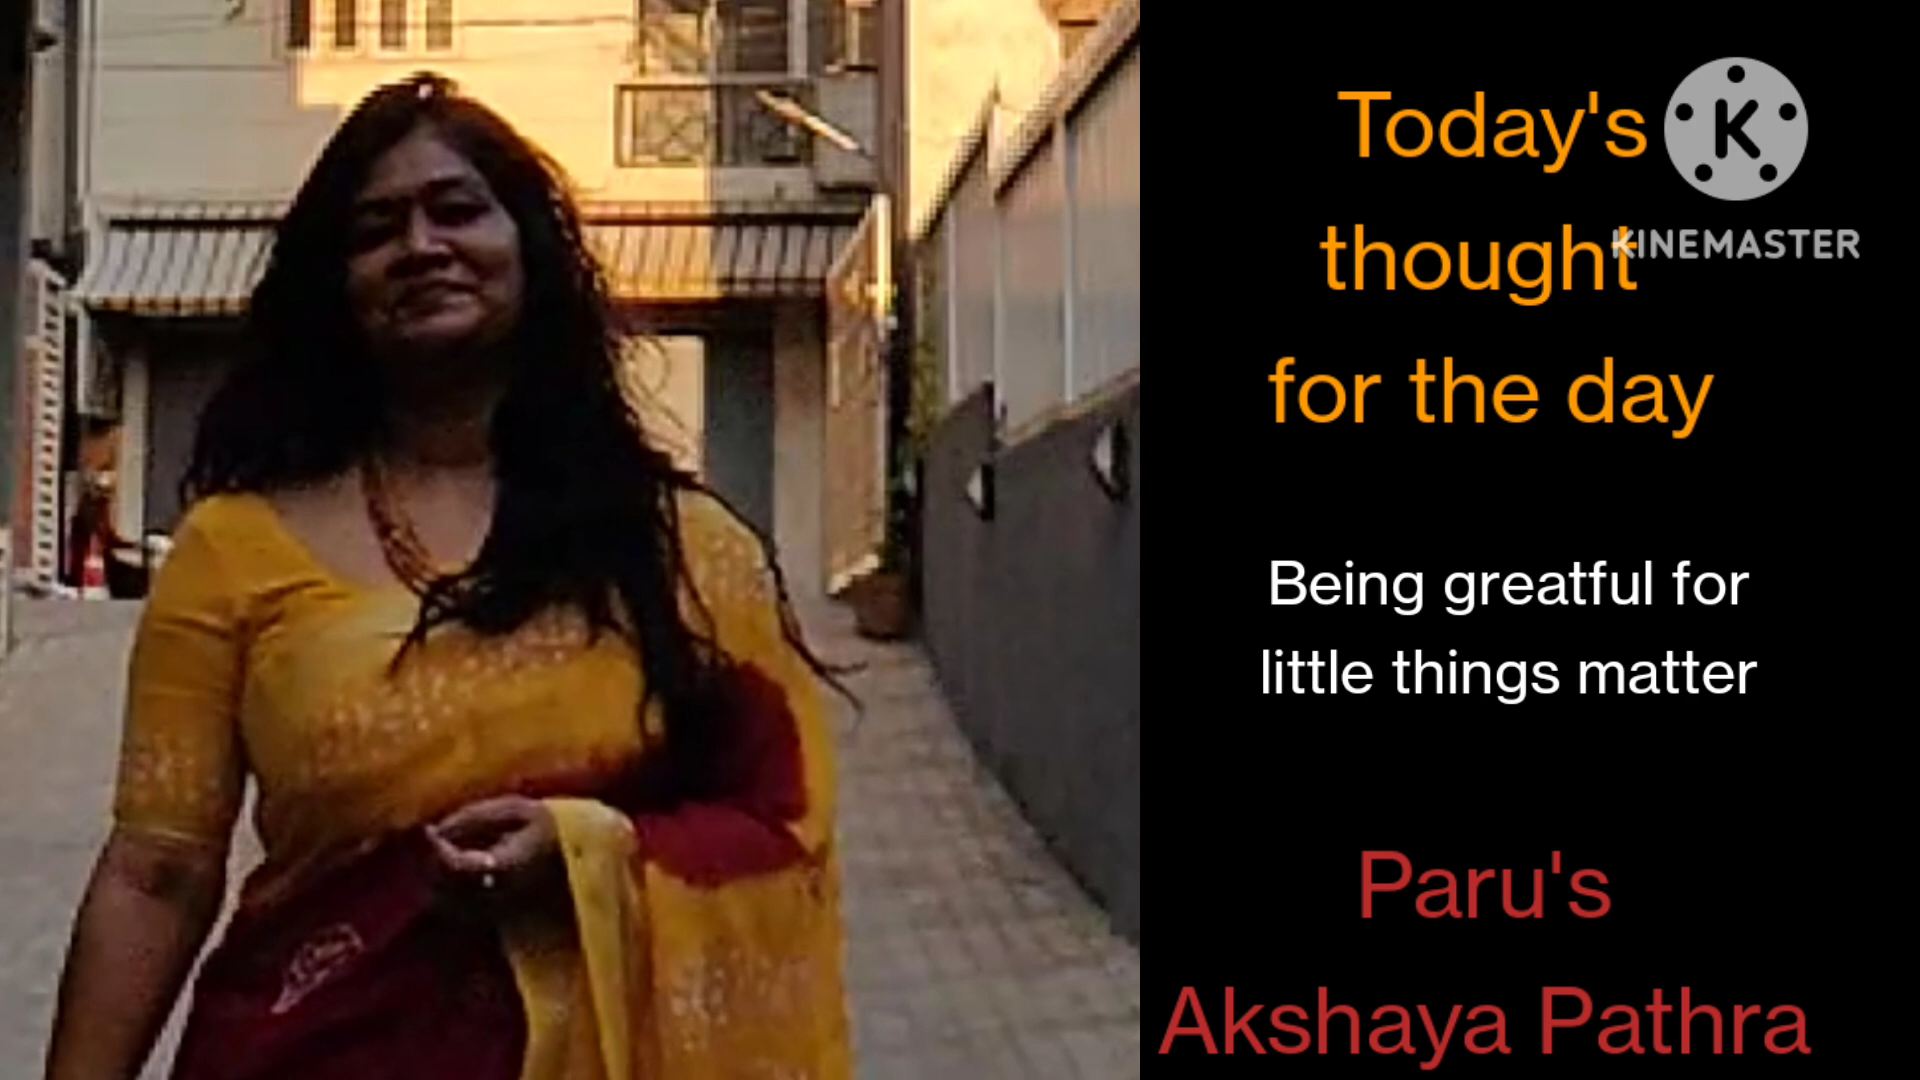 Today's
thought
for the day
K
KINEMASTER
Being greatful for
little things matter
Paru's
Akshaya Pathra